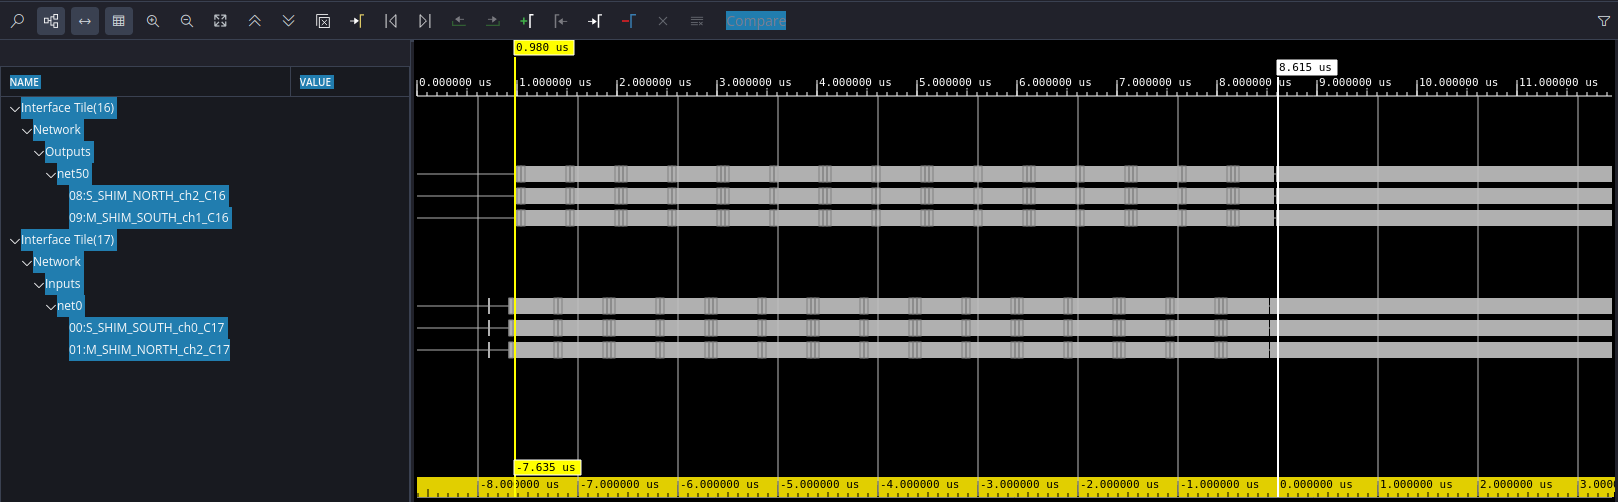 Compare
0.980 us
8.615 us
NAME VALUE
0.000000 us 1.000000 us 2.000000 us 3.000000 us 4.000000 us 5.000000 us 6.000000 us 7.000000 us 8.000000 us 9.000000 us 10.000000 us 11.000000 us
Interface Tile(16)
Network
Outputs
net50
08:S_SHIM_NORTH_ch2_C16
09:M_SHIM_SOUTH_ch1_C16
Interface Tile(17)
Network
Inputs
net0
00:S_SHIM_SOUTH_ch0_C17
01:M_SHIM_NORTH_ch2_C17
-7.635 us
-8.000000 us -7.000000 us -6.000000 us -5.000000 us -4.000000 us -3.000000 us -2.000000 us -1.000000 us 0.000000 us 1.000000 us 2.000000 us 3.0000